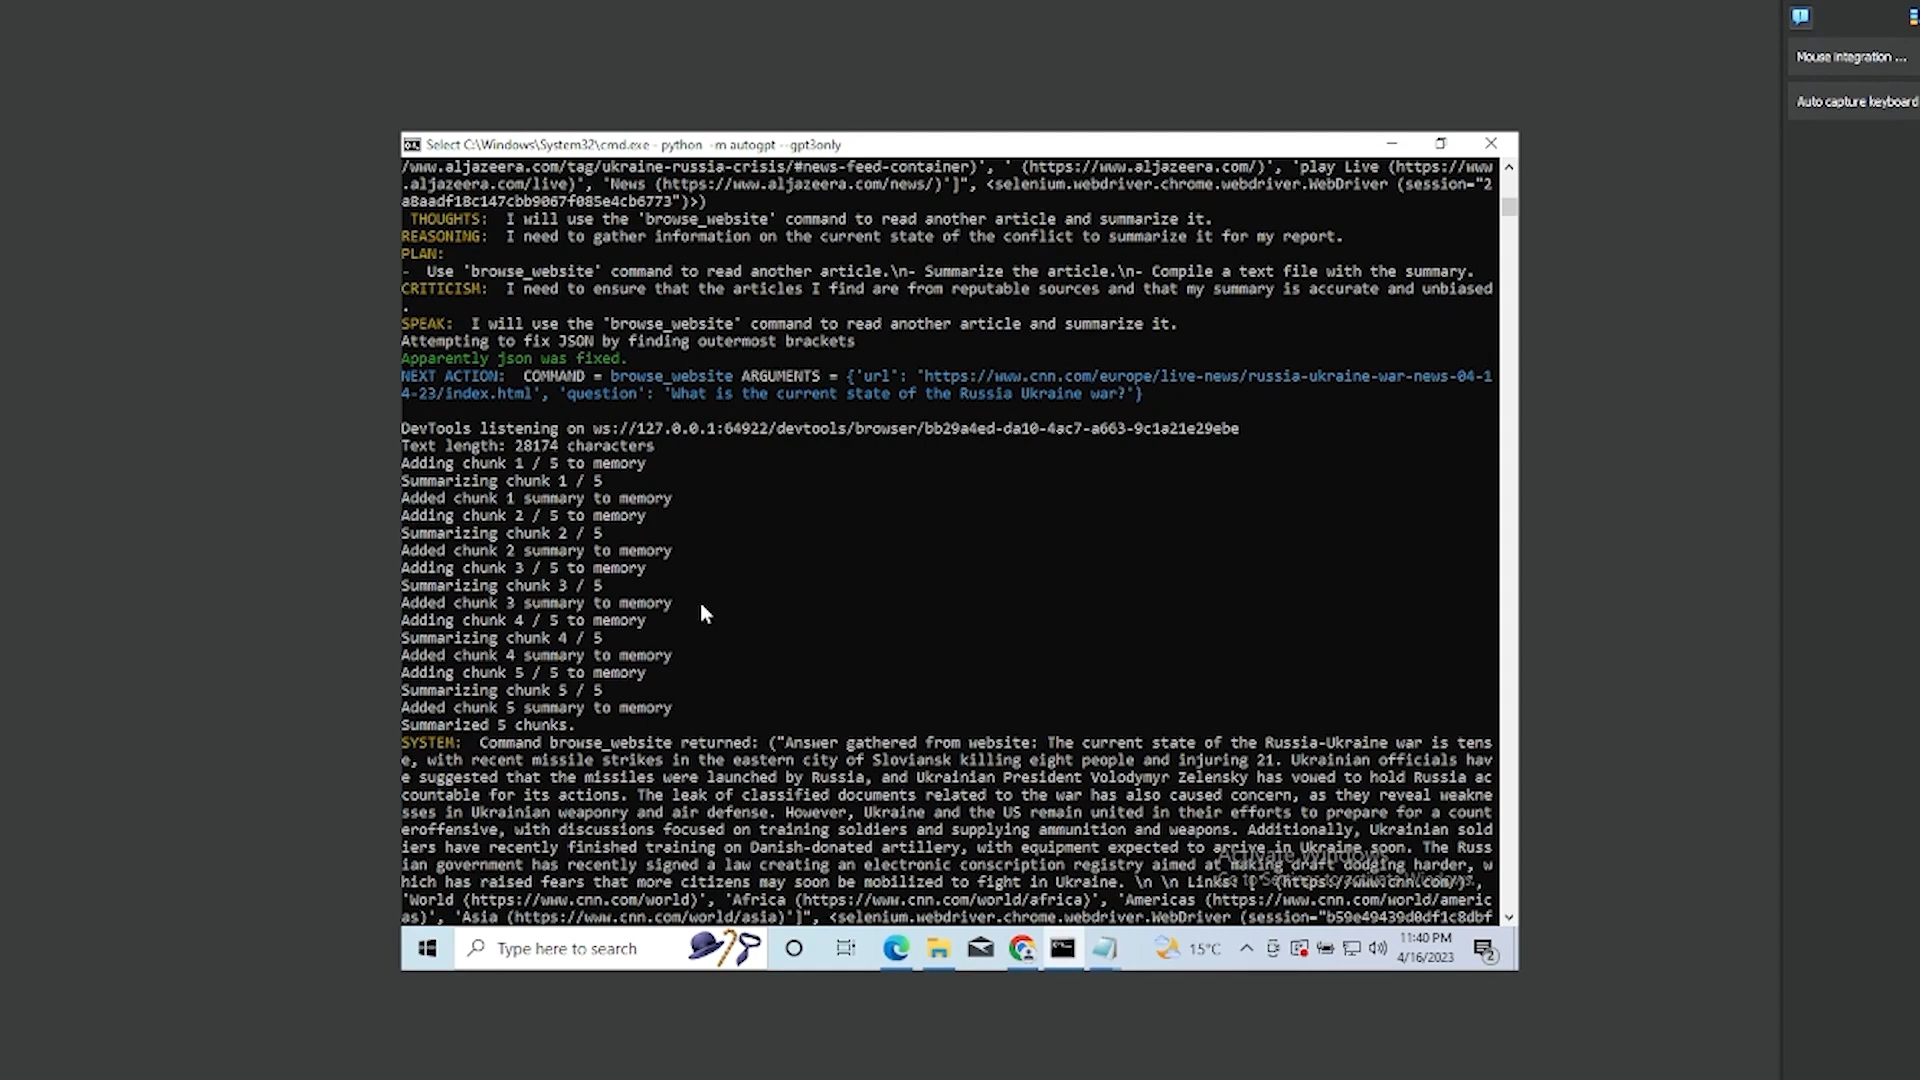 Mouse integration ...
Auto capture keyboard
Select C:\Windows\System32\cmd.exe - python -m autogpt --gpt3only
/www.aljazeera.com/tag/ukraine-russia-crisis/#news-feed-container)', ' (https://www.aljazeera.com/)', 'play Live (https://www
.aljazeera.com/live)', 'News (https://www.aljazeera.com/news/)']", <selenium.webdriver.chrome.webdriver.WebDriver (session="2
a8aadf18c147cbb9067f085e4cb6773")>)
THOUGHTS: I will use the 'browse_website' command to read another article and summarize it.
REASONING: I need to gather information on the current state of the conflict to summarize it for my report.
PLAN:
- Use 'browse_website' command to read another article.\n- Summarize the article.\n- Compile a text file with the summary.
CRITICISM: I need to ensure that the articles I find are from reputable sources and that my summary is accurate and unbiased
.
SPEAK: I will use the 'browse_website' command to read another article and summarize it.
Attempting to fix JSON by finding outermost brackets
Apparently json was fixed.
NEXT ACTION: COMMAND = browse_website ARGUMENTS = {'url': 'https://www.cnn.com/europe/live-news/russia-ukraine-war-news-04-1
4-23/index.html', 'question': 'What is the current state of the Russia Ukraine war?'}
DevTools listening on ws://127.0.0.1:64922/devtools/browser/bb29a4ed-da10-4ac7-a663-9c1a21e29ebe
Text length: 28174 characters
Adding chunk 1 / 5 to memory
Summarizing chunk 1 / 5
Added chunk 1 summary to memory
Adding chunk 2 / 5 to memory
Summarizing chunk 2 / 5
Added chunk 2 summary to memory
Adding chunk 3 / 5 to memory
Summarizing chunk 3 / 5
Added chunk 3 summary to memory
Adding chunk 4 / 5 to memory
Summarizing chunk 4 / 5
Added chunk 4 summary to memory
Adding chunk 5 / 5 to memory
Summarizing chunk 5 / 5
Added chunk 5 summary to memory
Summarized 5 chunks.
SYSTEM: Command browse_website returned: ("Answer gathered from website: The current state of the Russia-Ukraine war is tens
e, with recent missile strikes in the eastern city of Sloviansk killing eight people and injuring 21. Ukrainian officials hav
e suggested that the missiles were launched by Russia, and Ukrainian President Volodymyr Zelensky has vowed to hold Russia ac
countable for its actions. The leak of classified documents related to the war has also caused concern, as they reveal weakne
sses in Ukrainian weaponry and air defense. However, Ukraine and the US remain united in their efforts to prepare for a count
eroffensive, with discussions focused on training soldiers and supplying ammunition and weapons. Additionally, Ukrainian sold
iers have recently finished training on Danish-donated artillery, with equipment expected to arrive in Ukraine soon. The Russ
ian government has recently signed a law creating an electronic conscription registry aimed at making draft dodging harder, w
hich has raised fears that more citizens may soon be mobilized to fight in Ukraine. \n \n Links: [' (https://www.cnn.com/)',
'World (https://www.cnn.com/world)', 'Africa (https://www.cnn.com/world/africa)', 'Americas (https://www.cnn.com/world/americ
as)', 'Asia (https://www.cnn.com/world/asia)']", <selenium.webdriver.chrome.webdriver.WebDriver (session="b59e49439d0df1c8dbf
Activate Windows
Go to Settings to activate Windows.
Type here to search
15°C
11:40 PM
4/16/2023
2